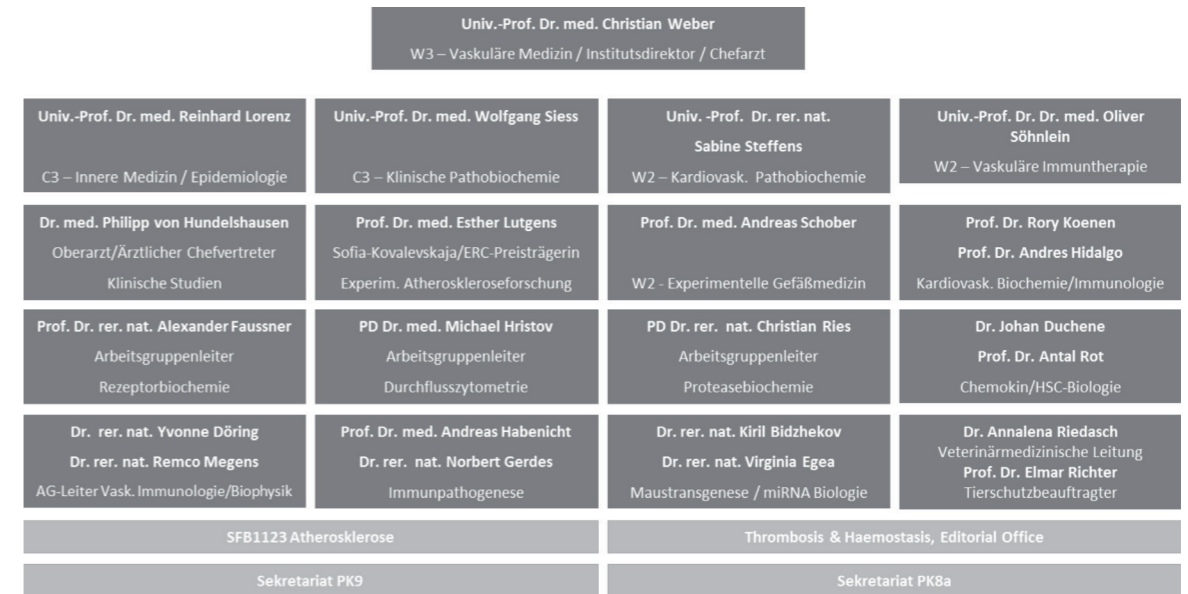 Univ.-Prof. Dr. med. Christian Weber
W3 – Vaskuläre Medizin / Institutsdirektor / Chefarzt
Univ.-Prof. Dr. med. Reinhard Lorenz
C3 – Innere Medizin / Epidemiologie
Univ.-Prof. Dr. med. Wolfgang Siess
C3 – Klinische Pathobiochemie
Univ. -Prof. Dr. rer. nat.
Sabine Steffens
W2 – Kardiovask. Pathobiochemie
Univ.-Prof. Dr. Dr. med. Oliver
Söhnlein
W2 – Vaskuläre Immuntherapie
Dr. med. Philipp von Hundelshausen
Oberarzt/Ärztlicher Chefvertreter
Klinische Studien
Prof. Dr. med. Esther Lutgens
Sofia-Kovalevskaja/ERC-Preisträgerin
Experim. Atheroskleroseforschung
Prof. Dr. med. Andreas Schober
W2 - Experimentelle Gefäßmedizin
Prof. Dr. Rory Koenen
Prof. Dr. Andres Hidalgo
Kardiovask. Biochemie/Immunologie
Prof. Dr. rer. nat. Alexander Faussner
Arbeitsgruppenleiter
Rezeptorbiochemie
PD Dr. med. Michael Hristov
Arbeitsgruppenleiter
Durchflusszytometrie
PD Dr. rer. nat. Christian Ries
Arbeitsgruppenleiter
Proteasebiochemie
Dr. Johan Duchene
Prof. Dr. Antal Rot
Chemokin/HSC-Biologie
Dr. rer. nat. Yvonne Döring
Dr. rer. nat. Remco Megens
AG-Leiter Vask. Immunologie/Biophysik
Prof. Dr. med. Andreas Habenicht
Dr. rer. nat. Norbert Gerdes
Immunpathogenese
Dr. rer. nat. Kiril Bidzhekov
Dr. rer. nat. Virginia Egea
Maustransgenese / miRNA Biologie
Dr. Annalena Riedasch
Veterinärmedizinische Leitung
Prof. Dr. Elmar Richter
Tierschutzbeauftragter
SFB1123 Atherosklerose
Thrombosis & Haemostasis, Editorial Office
Sekretariat PK9
Sekretariat PK8a